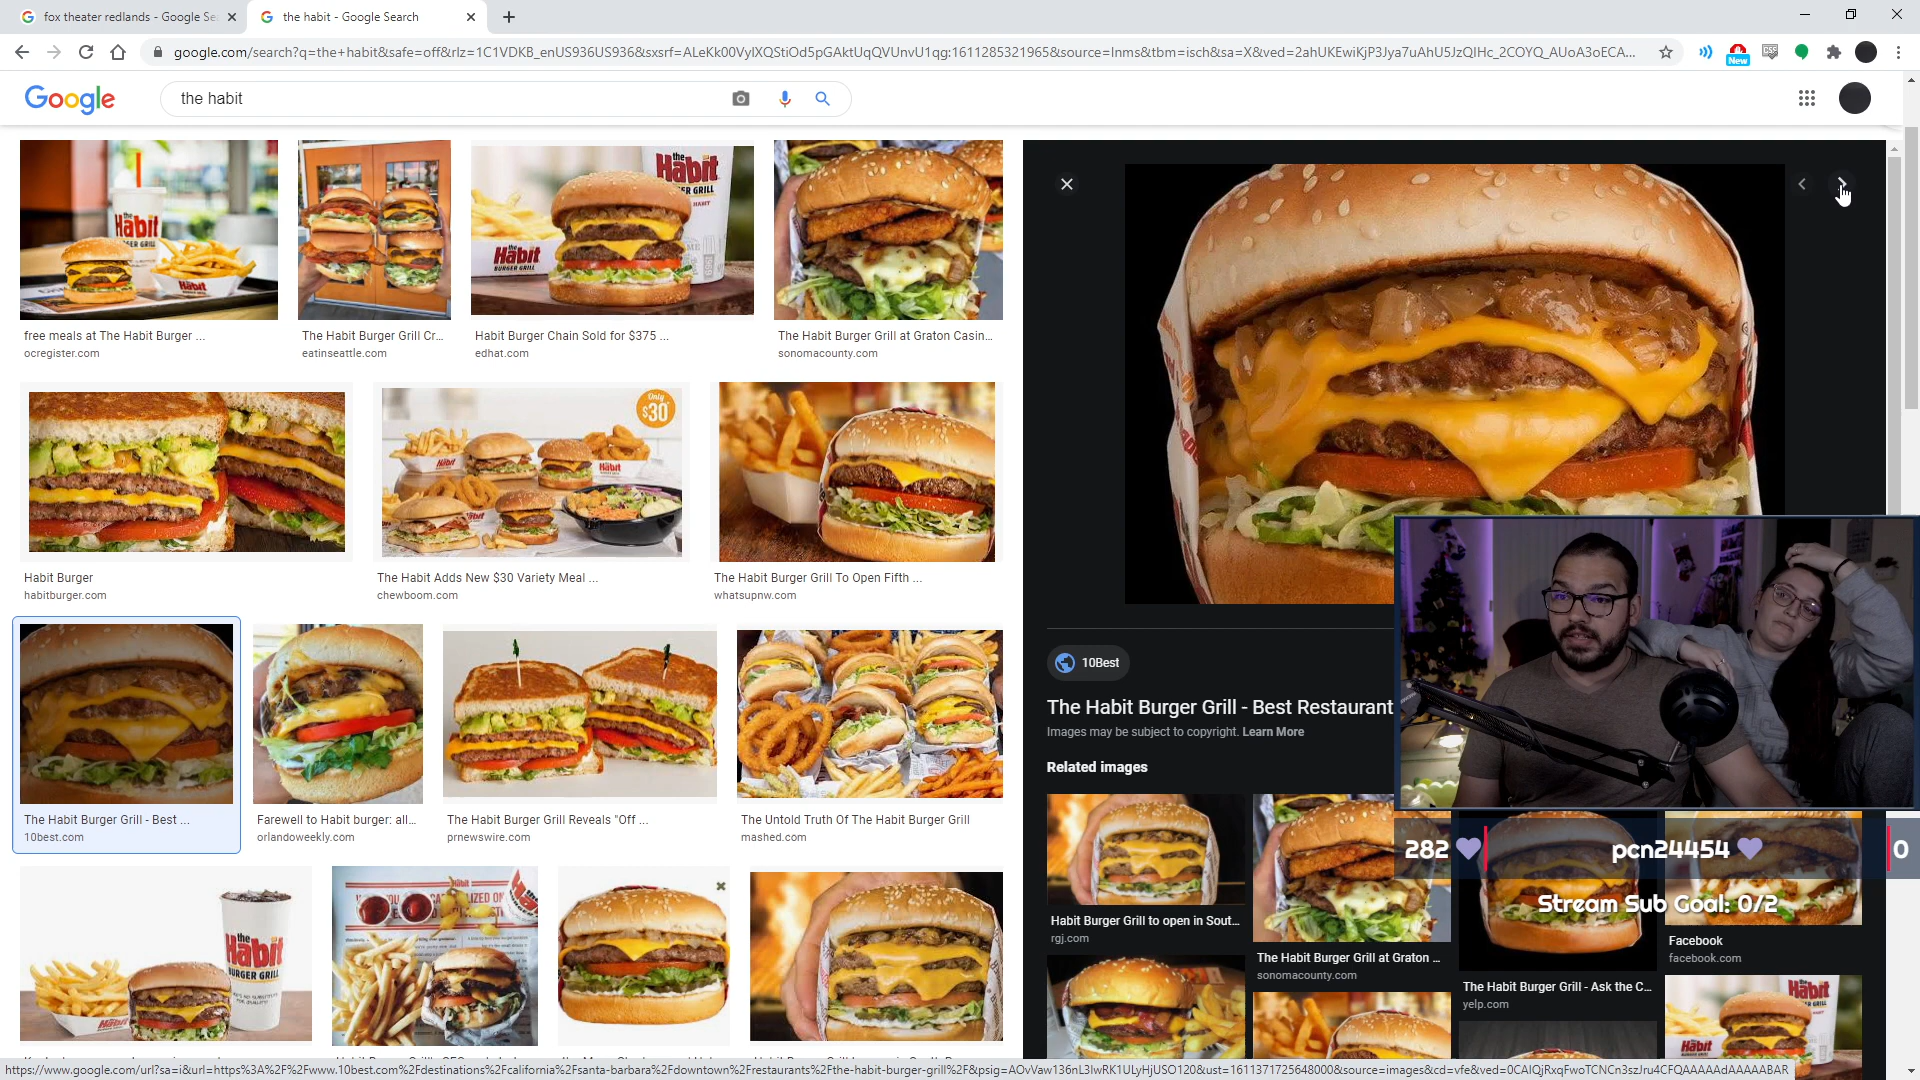 fox theater redlands - Google Se
the habit - Google Search
google.com/search?q=the+habit&safe=off&rlz=1C1VDKB_enUS936US936&sxsrf=ALeKk00VyIXQStiOd5pGAktUqQVUnvU1qg:1611285321965&source=lnms&tbm=isch&sa=X&ved=2ahUKEwiKjP3Jya7uAhU5JzQIHc_2COYQ_AUoA3oECA...
New
Google
the habit
free meals at The Habit Burger ...
ocregister.com
The Habit Burger Grill Cr...
eatinseattle.com
Habit Burger Chain Sold for $375 ...
edhat.com
The Habit Burger Grill at Graton Casin...
sonomacounty.com
Only
$30
Habit Burger
habitburger.com
The Habit Adds New $30 Variety Meal ...
chewboom.com
The Habit Burger Grill To Open Fifth ...
whatsupnw.com
The Habit Burger Grill - Best ...
10best.com
Farewell to Habit burger: all...
orlandoweekly.com
The Habit Burger Grill Reveals "Off ...
prnewswire.com
The Untold Truth Of The Habit Burger Grill
mashed.com
the
Habit
BURGER GRILL
10Best
The Habit Burger Grill - Best Restaurant
Images may be subject to copyright. Learn More
Related images
Habit Burger Grill to open in Sout...
rgj.com
The Habit Burger Grill at Graton ...
sonomacounty.com
The Habit Burger Grill - Ask the C...
yelp.com
Facebook
facebook.com
282
pcn24454
0
Stream Sub Goal: 0/2
https://www.google.com/url?sa=i&url=https%3A%2F%2Fwww.10best.com%2Fdestinations%2Fcalifornia%2Fsanta-barbara%2Fdowntown%2Frestaurants%2Fthe-habit-burger-grill%2F&psig=AOvVaw136nL3IwRK1ULyHjUSO120&ust=1611371725648000&source=images&cd=vfe&ved=0CAIQjRxqFwoTCNCn3szJru4CFQAAAAAdAAAAABAR